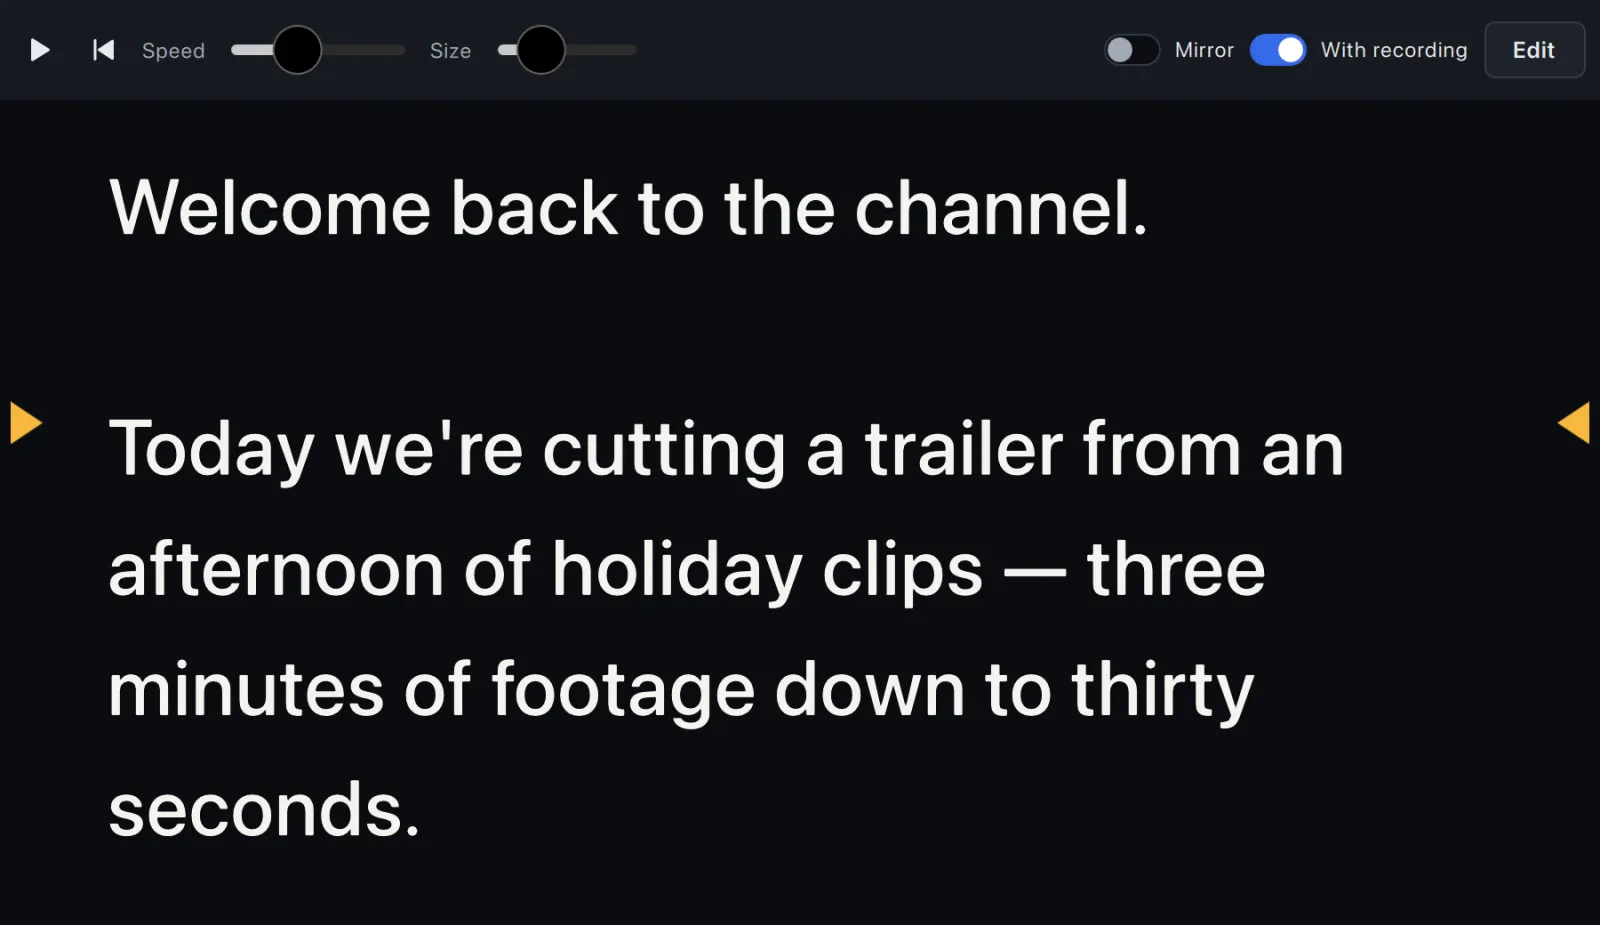 Speed Size Mirror With recording Edit
Welcome back to the channel.
Today we're cutting a trailer from an
afternoon of holiday clips — three
minutes of footage down to thirty
seconds.